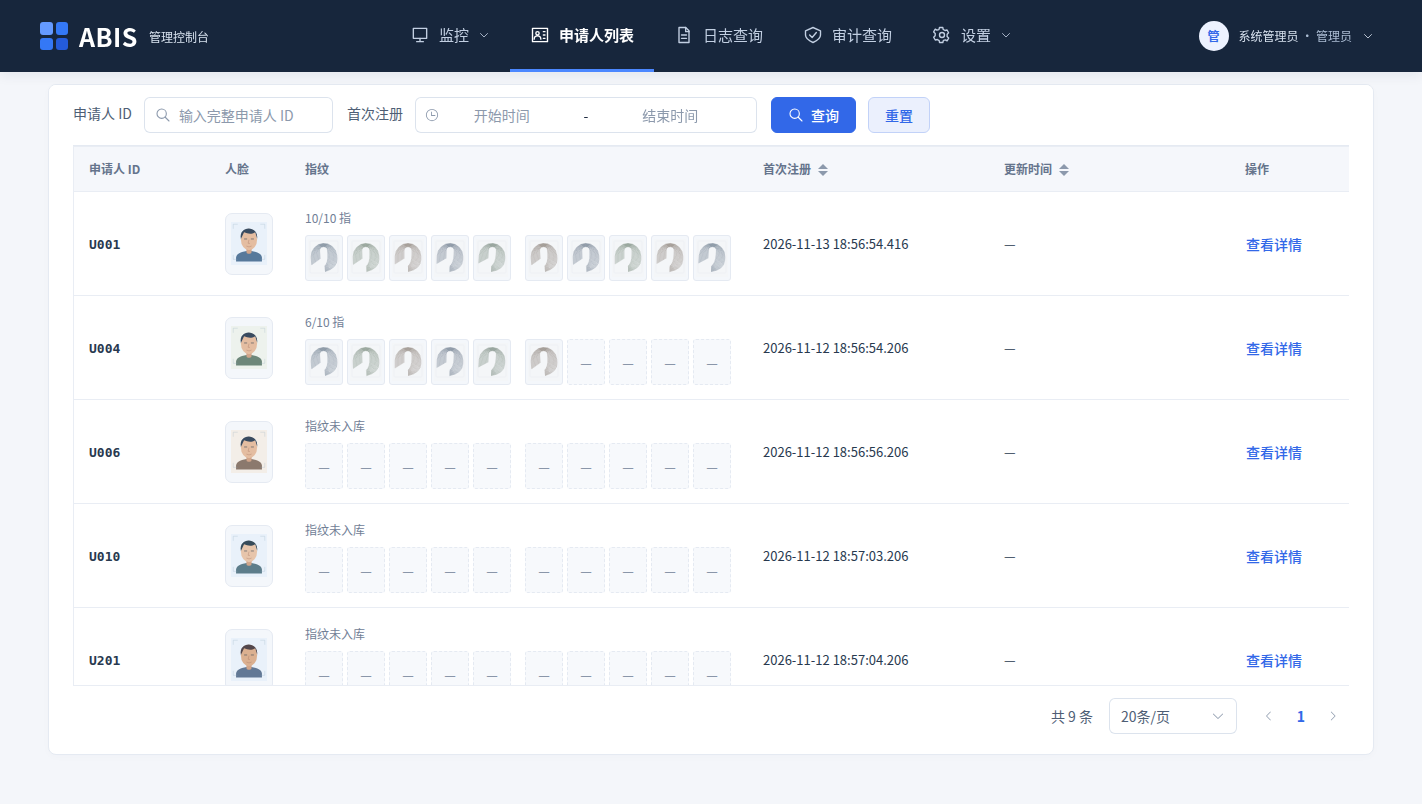 ABIS 管理控制台 监控 申请人列表 日志查询 审计查询 设置 管 系统管理员 · 管理员
申请人 ID 输入完整申请人 ID 首次注册 开始时间 - 结束时间 查询 重置
申请人 ID 人脸 指纹 首次注册 更新时间 操作
10/10 指
U001 2026-11-13 18:56:54.416 — 查看详情
6/10 指
U004 — — — — 2026-11-12 18:56:54.206 — 查看详情
指纹未入库
U006 — — — — — — — — — — 2026-11-12 18:56:56.206 — 查看详情
指纹未入库
U010 — — — — — — — — — — 2026-11-12 18:57:03.206 — 查看详情
指纹未入库
U201 — — — — — — — — — — 2026-11-12 18:57:04.206 — 查看详情
共 9 条 20条/页 1